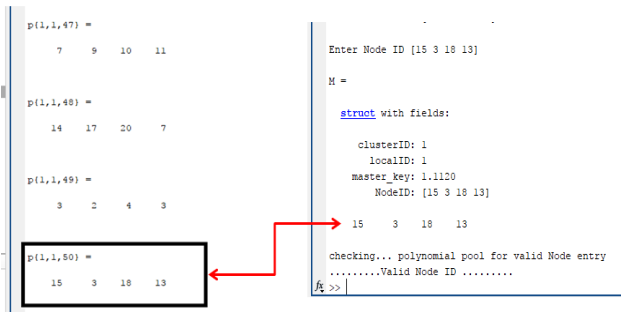 p{1,1,47} =
7 9 10 11
p{1,1,48} =
14 17 20 7
p{1,1,49} =
3 2 4 3
p{1,1,50} =
15 3 18 13
Enter Node ID [15 3 18 13]
M =
struct with fields:
clusterID: 1
localID: 1
master_key: 1.1120
NodeID: [15 3 18 13]
15 3 18 13
checking... polynomial pool for valid Node entry
.........Valid Node ID .........
fx >>